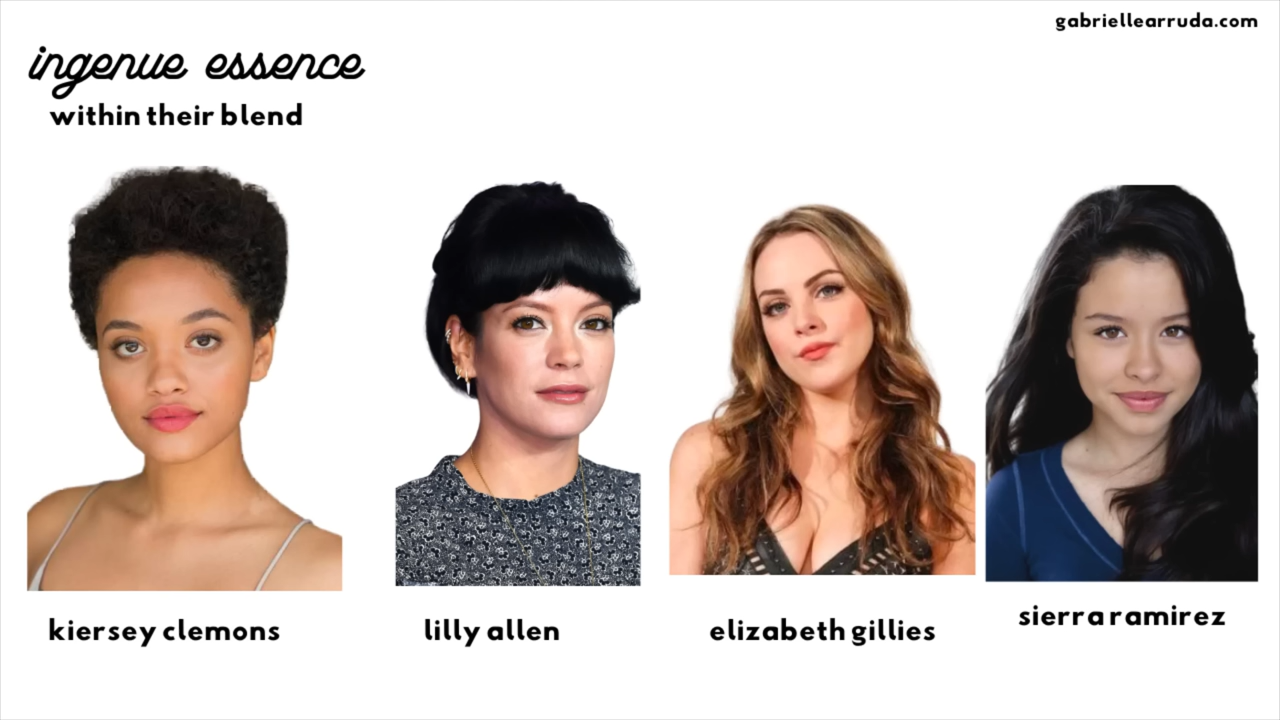 gabriellearruda.com
ingenue essence
within their blend
kiersey clemons
lilly allen
elizabeth gillies
sierra ramirez